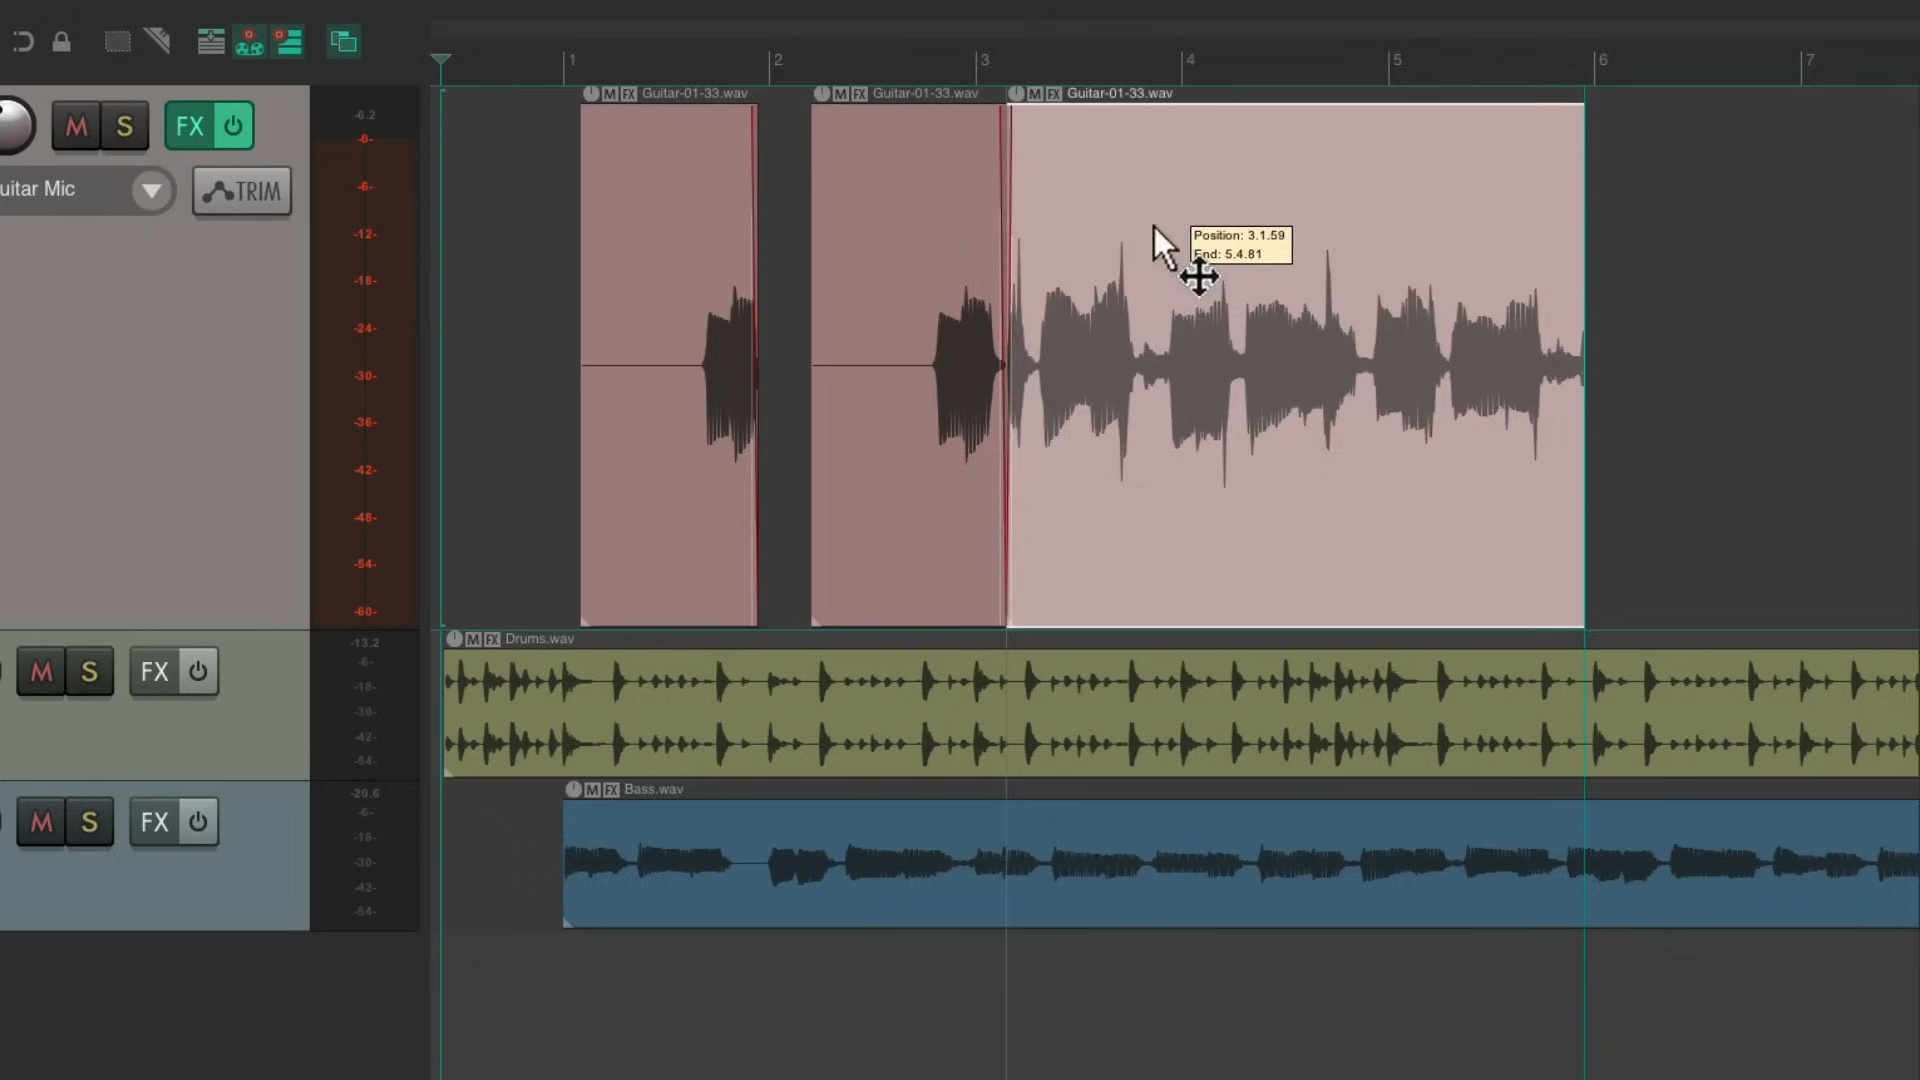 1 2 3 4 5 6 7
M FX Guitar-01-33.wav M FX Guitar-01-33.wav M FX Guitar-01-33.wav
M S FX
uitar Mic
TRIM
-6.2
-0-
-6-
-12-
-18-
-24-
-30-
-36-
-42-
-48-
-54-
-60-
Position: 3.1.59
End: 5.4.81
M FX Drums.wav
M S FX
-13.2
-6-
-18-
-30-
-42-
-54-
M FX Bass.wav
M S FX
-20.6
-6-
-18-
-30-
-42-
-54-